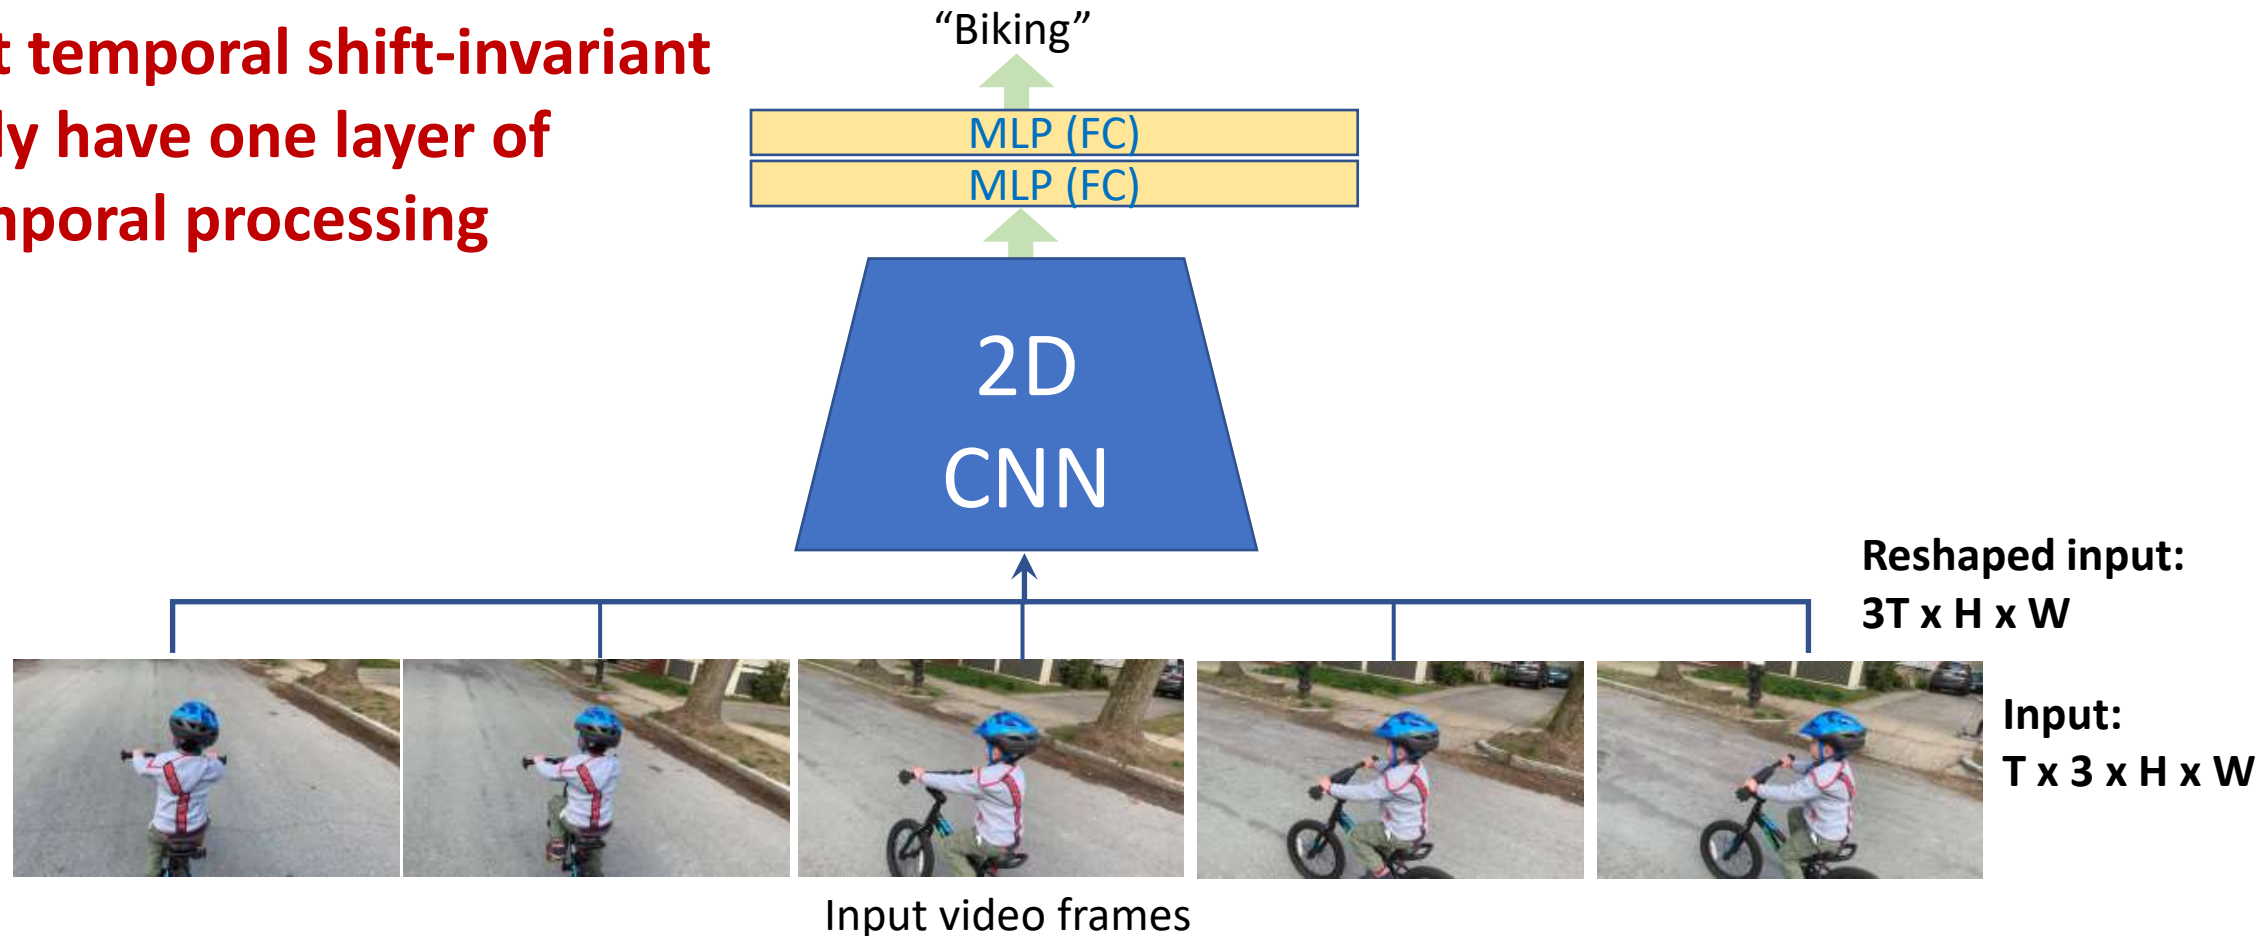 t temporal shift-invariant
ly have one layer of
nporal processing
“Biking”
MLP (FC)
MLP (FC)
2D
CNN
Reshaped input:
3T x H x W
Input:
T x 3 x H x W
Input video frames